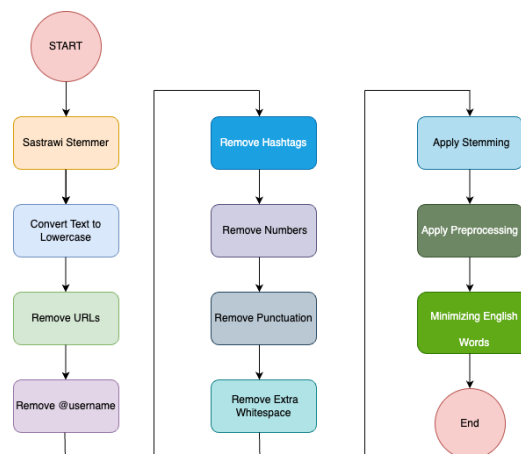 START
Sastrawi Stemmer
Convert Text to
Lowercase
Remove URLs
Remove @username
Remove Hashtags
Remove Numbers
Remove Punctuation
Remove Extra
Whitespace
Apply Stemming
Apply Preprocessing
Minimizing English
Words
End